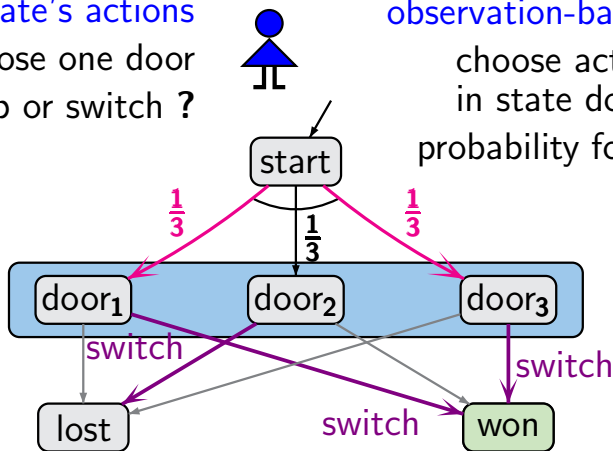 ate's actions
ose one door
p or switch ?
observation-ba
choose act
in state do
probability fo
start
1/3
1/3
1/3
door1
door2
door3
switch
switch
switch
lost
won